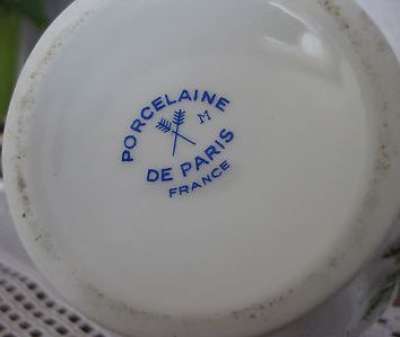 PORCELAINE
M
DE PARIS
FRANCE